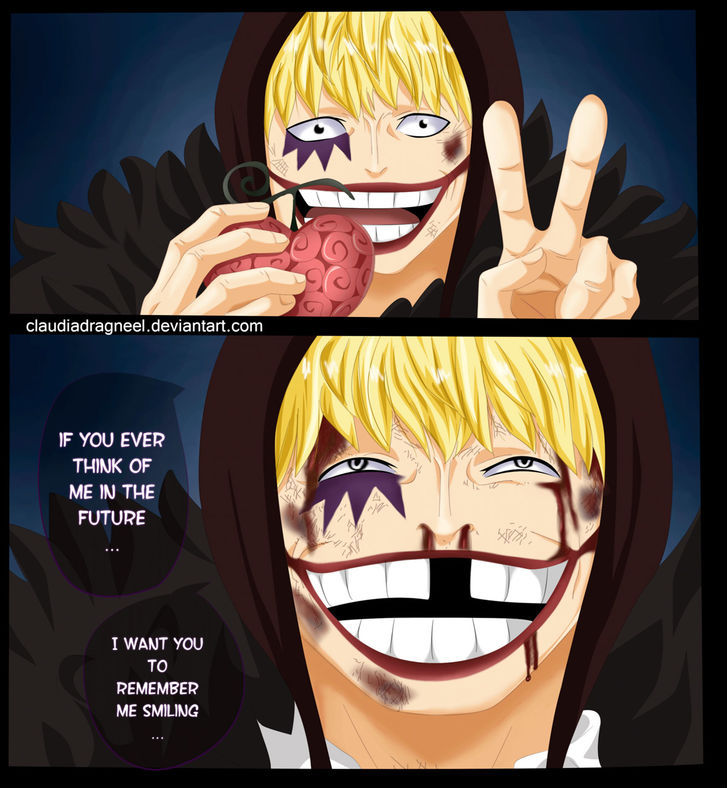 claudiadragneel.deviantart.com
IF YOU EVER
THINK OF
ME IN THE
FUTURE
...
I WANT YOU
TO
REMEMBER
ME SMILING
...